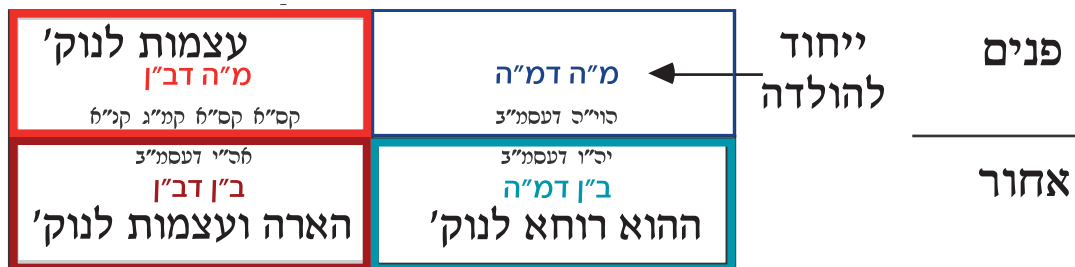 פנים
ייחוד
להולדה
מ״ה דמ״ה
הוי״ה דעסמ״ב
עצמות לנוק׳
מ״ה דב״ן
קס״א קס״א קמ״ג קנ״א
אחור
יה״ו דעסמ״ב
ב״ן דמ״ה
ההוא רוחא לנוק׳
אה״י דעסמ״ב
ב״ן דב״ן
הארה ועצמות לנוק׳